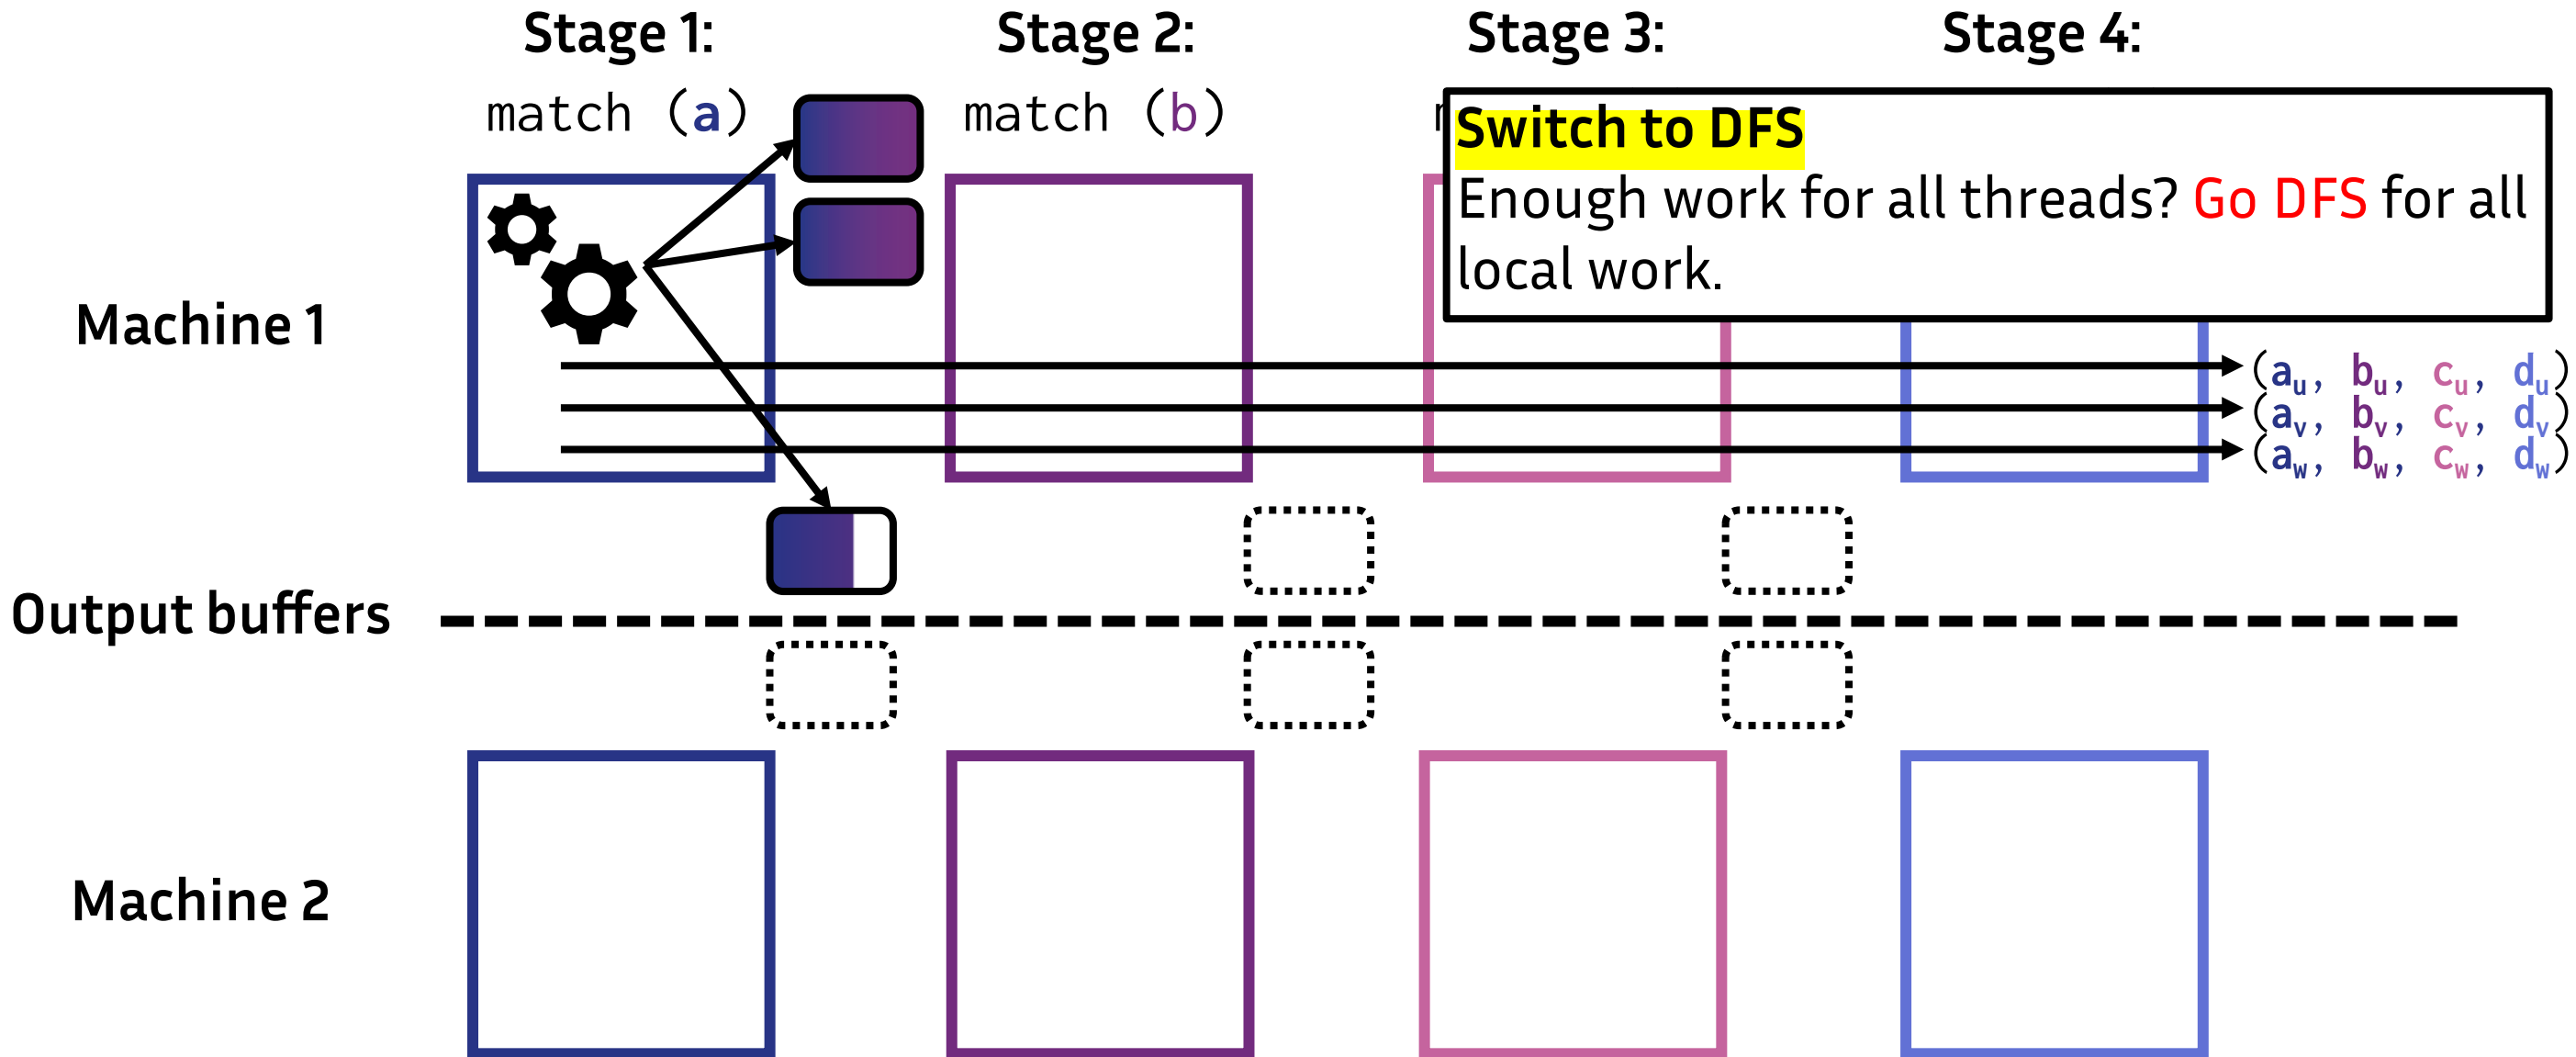 Stage 1: Stage 2: Stage 3: Stage 4:
match (a) match (b)
Switch to DFS
Enough work for all threads? Go DFS for all
local work.
Machine 1
(au, bu, cu, du)
(av, bv, cv, dv)
(aw, bw, cw, dw)
Output buffers
Machine 2